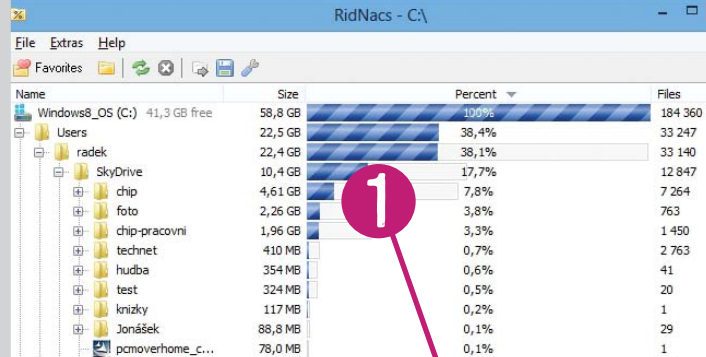 RidNacs - C:\
File Extras Help
Favorites
Name Size Percent Files
Windows8_OS (C:) 41,3 GB free 58,8 GB 100% 184 360
Users 22,5 GB 38,4% 33 247
radek 22,4 GB 38,1% 33 140
SkyDrive 10,4 GB 17,7% 12 847
chip 4,61 GB 7,8% 7 264
foto 2,26 GB 3,8% 763
chip-pracovni 1,96 GB 3,3% 1 450
technet 410 MB 0,7% 2 763
hudba 354 MB 0,6% 41
test 324 MB 0,5% 20
knizky 117 MB 0,2% 1
Jonášek 88,8 MB 0,1% 29
pcmoverhome_c... 78,0 MB 0,1% 1
1